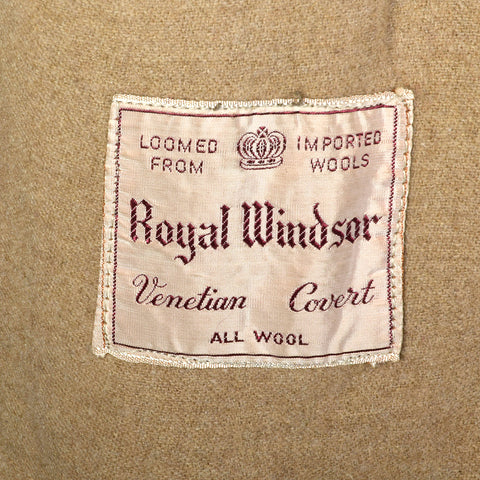 LOOMED IMPORTED
FROM WOOLS
Royal Windsor
Venetian Covert
ALL WOOL